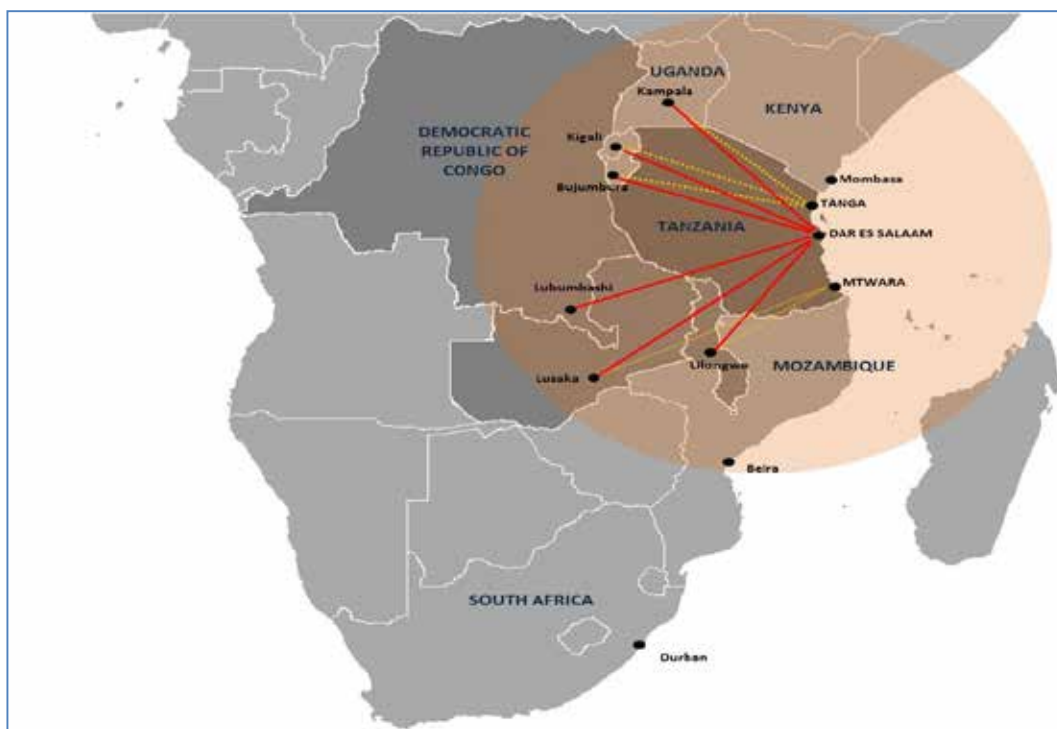 UGANDA
Kampala
KENYA
DEMOCRATIC
REPUBLIC OF
CONGO
Kigali
Bujumbura
Mombasa
TANGA
TANZANIA
DAR ES SALAAM
MTWARA
Lubumbashi
Lilongwe
MOZAMBIQUE
Lusaka
Beira
SOUTH AFRICA
Durban